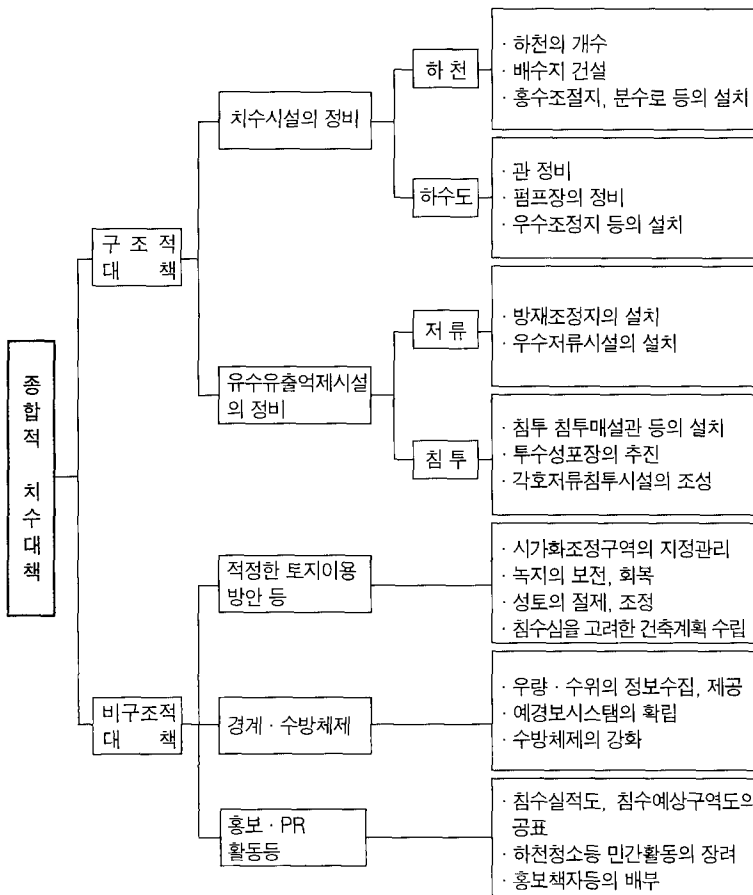 종합적 치수대책
구 조 적
대 책
치수시설의 정비
하 천
· 하천의 개수
· 배수지 건설
· 홍수조절지, 분수로 등의 설치
하수도
· 관 정비
· 펌프장의 정비
· 우수조정지 등의 설치
유수유출억제시설
의 정비
저 류
· 방재조정지의 설치
· 우수저류시설의 설치
침 투
· 침투 침투매설관 등의 설치
· 투수성포장의 추진
· 각호저류침투시설의 조성
비구조적
대 책
적정한 토지이용
방안 등
· 시가화조정구역의 지정관리
· 녹지의 보전, 회복
· 성토의 절제, 조정
· 침수심을 고려한 건축계획 수립
경계 · 수방체제
· 우량 · 수위의 정보수집, 제공
· 예경보시스탬의 확립
· 수방체제의 강화
홍보 · PR
활동등
· 침수실적도, 침수예상구역도의
공표
· 하천청소등 민간활동의 장려
· 홍보책자등의 배부